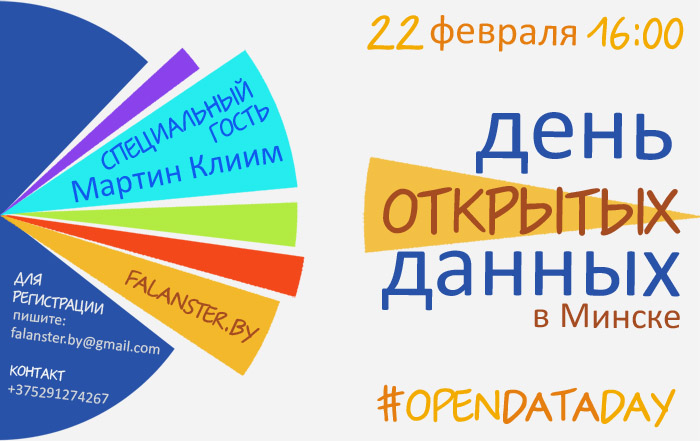 22 февраля 16:00
день
ОТКРЫТЫХ
данных
в Минске
#OPENDATADAY
СПЕЦИАЛЬНЫЙ
ГОСТЬ
Мартин Клиим
FALANSTER.BY
ДЛЯ
РЕГИСТРАЦИИ
пишите:
falanster.by@gmail.com
КОНТАКТ
+375291274267